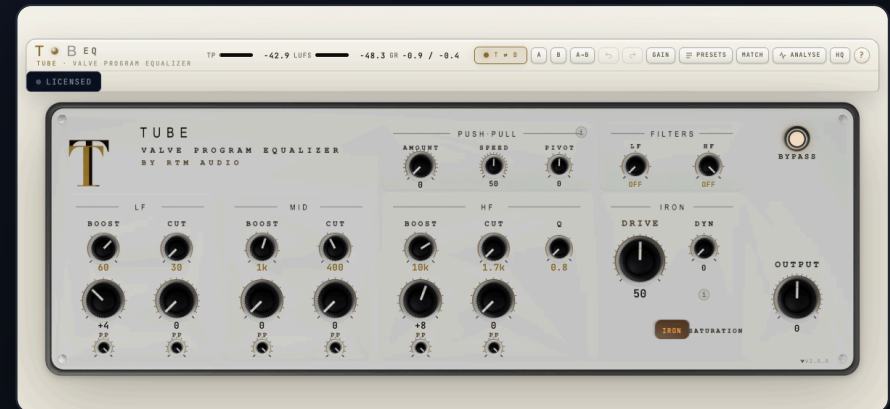 T B EQ
TUBE · VALVE PROGRAM EQUALIZER
TP -42.9 LUFS -48.3 GR -0.9 / -0.4
T ⇄ B A B A→B GAIN PRESETS MATCH ANALYSE HQ ?
LICENSED
T
TUBE
VALVE PROGRAM EQUALIZER
BY RTM AUDIO
PUSH·PULL i
AMOUNT SPEED PIVOT
0 50 0
FILTERS
LF HF
OFF OFF
BYPASS
LF
BOOST CUT
60 30
+4 0
PP PP
MID
BOOST CUT
1k 400
0 0
PP PP
HF
BOOST CUT Q
10k 1.7k 0.8
+8 0
PP PP
IRON
DRIVE DYN
50 0
i
IRON SATURATION
OUTPUT
0